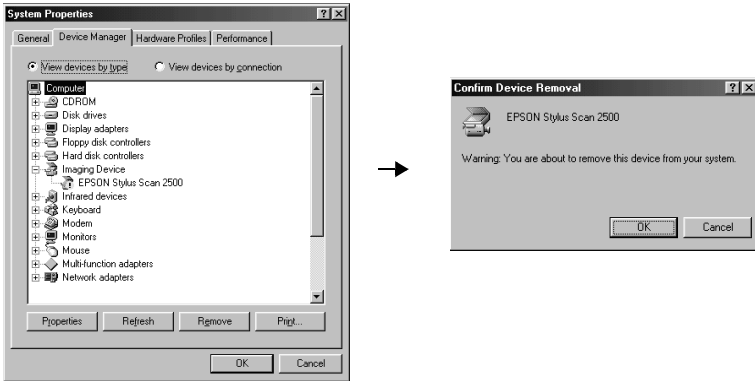 System Properties
General Device Manager Hardware Profiles Performance
View devices by type View devices by connection
Computer
CDROM
Disk drives
Display adapters
Floppy disk controllers
Hard disk controllers
Imaging Device
EPSON Stylus Scan 2500
Infrared devices
Keyboard
Modem
Monitors
Mouse
Multi-function adapters
Network adapters
Properties Refresh Remove Print...
OK Cancel
Confirm Device Removal
EPSON Stylus Scan 2500
Warning: You are about to remove this device from your system.
OK Cancel